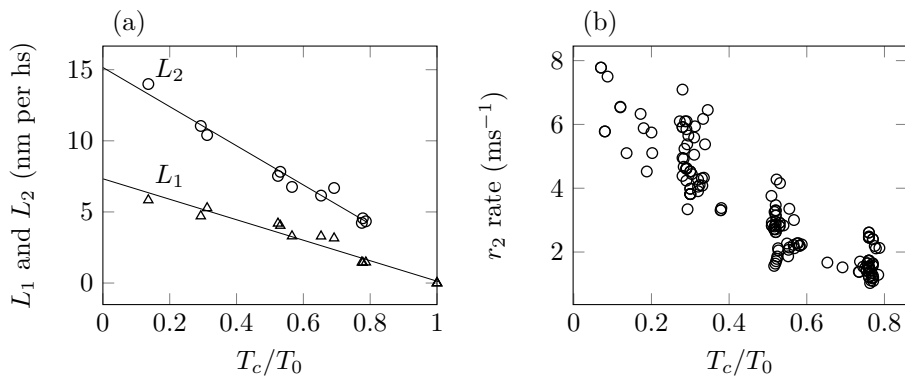 (a)
(b)
L₁ and L₂ (nm per hs)
15
10
5
0
L₂
L₁
0 0.2 0.4 0.6 0.8 1
T_c/T₀
r₂ rate (ms⁻¹)
8
6
4
2
0 0.2 0.4 0.6 0.8
T_c/T₀